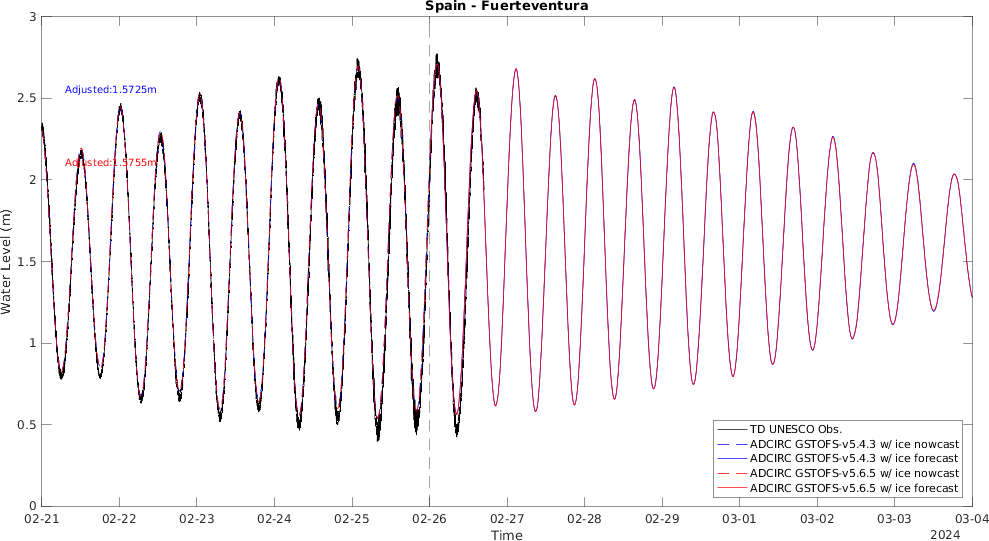 Spain - Fuerteventura
3
2.5
2
1.5
1
0.5
0
Water Level (m)
Adjusted:1.5725m
Adjusted:1.5755m
TD UNESCO Obs.
ADCIRC GSTOFS-v5.4.3 w/ ice nowcast
ADCIRC GSTOFS-v5.4.3 w/ ice forecast
ADCIRC GSTOFS-v5.6.5 w/ ice nowcast
ADCIRC GSTOFS-v5.6.5 w/ ice forecast
02-21 02-22 02-23 02-24 02-25 02-26 02-27 02-28 02-29 03-01 03-02 03-03 03-04
Time
2024